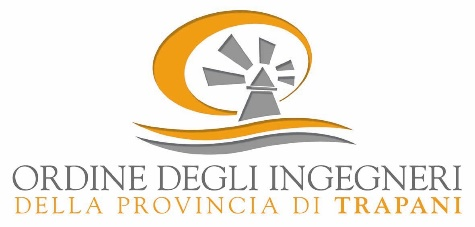 ORDINE DEGLI INGEGNERI
DELLA PROVINCIA DI TRAPANI